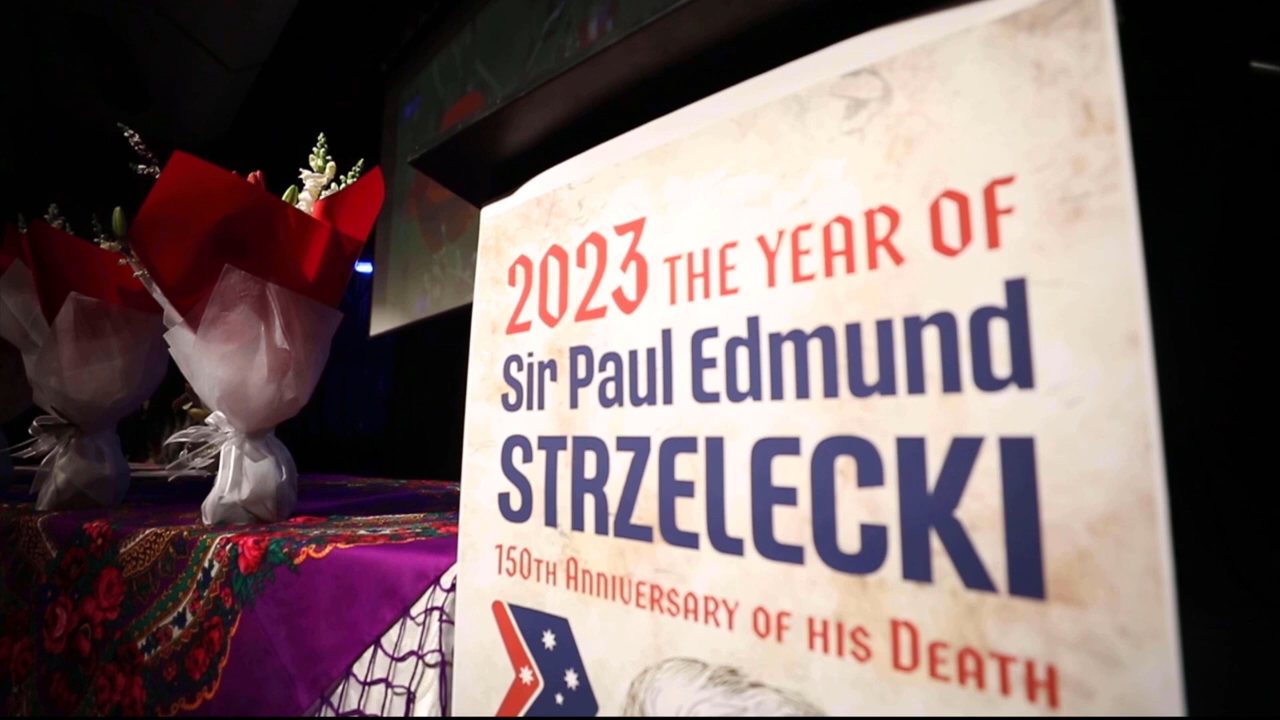 2023 THE YEAR OF
Sir Paul Edmund
STRZELECKI
150TH ANNIVERSARY OF HIS DEATH